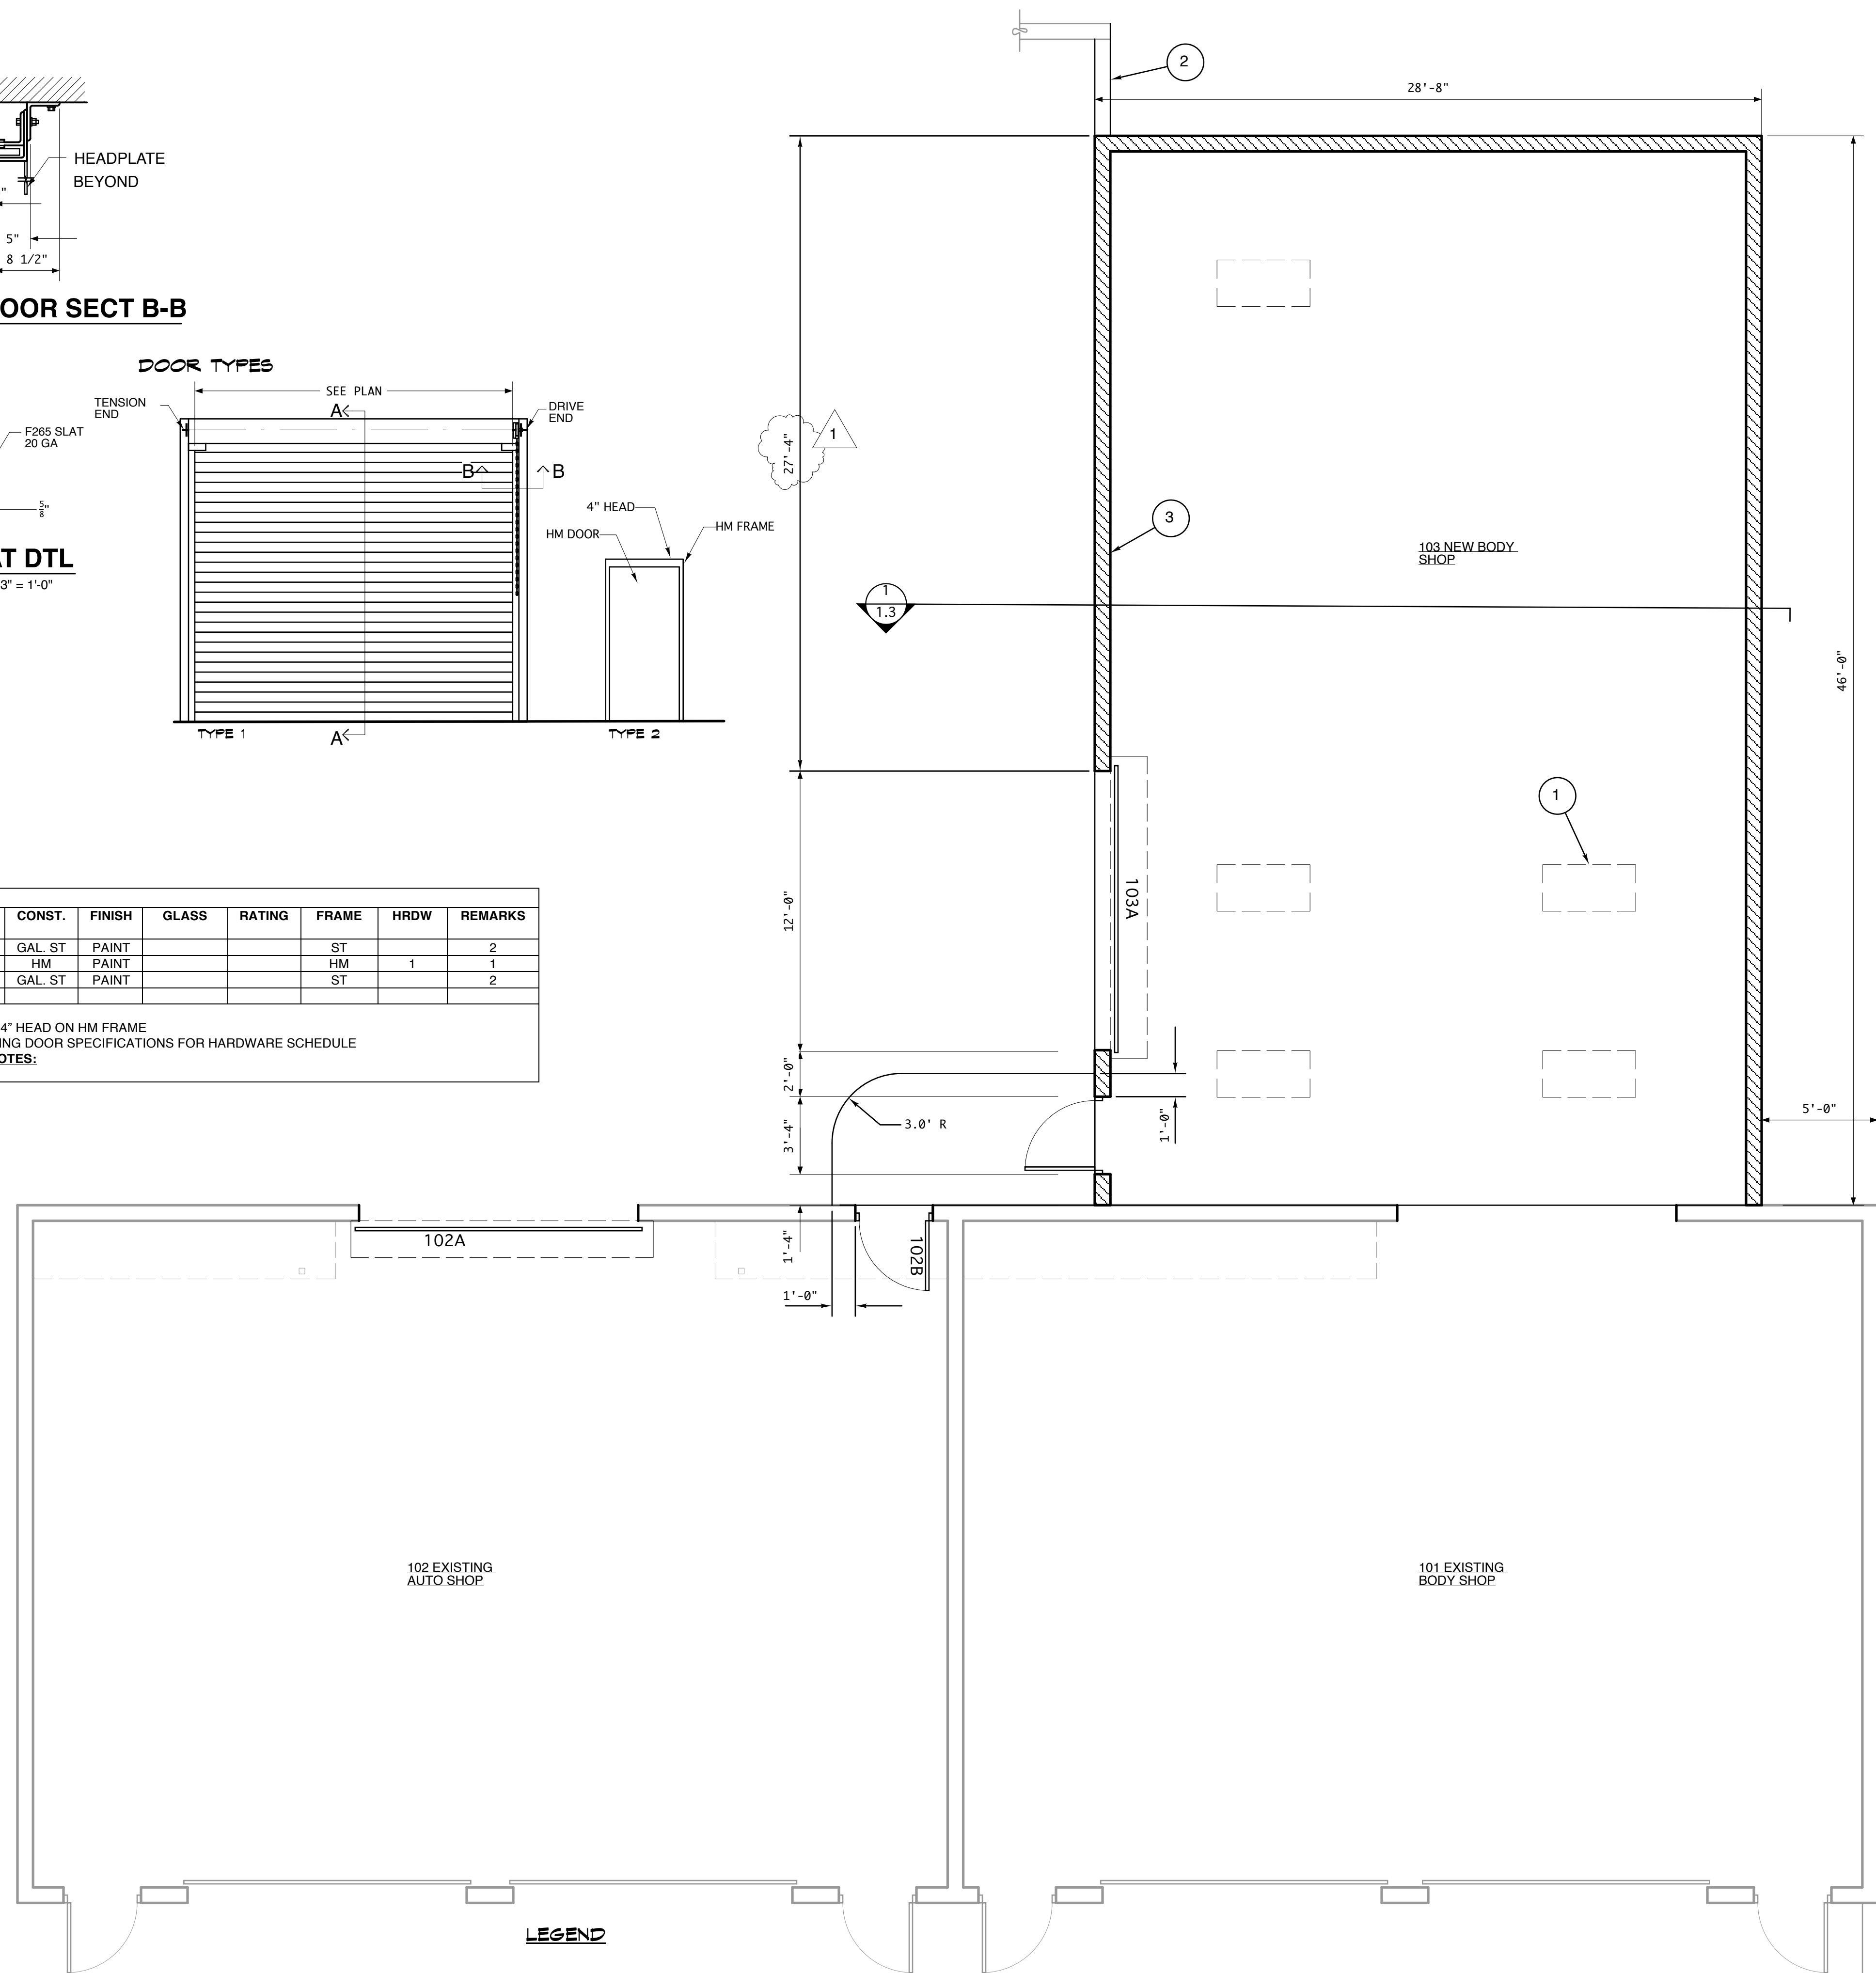 HEADPLATE
BEYOND
"
5"
8 1/2"
OOR SECT B-B
DOOR TYPES
SEE PLAN
TENSION
END
A
DRIVE
END
F265 SLAT
20 GA
B
B
5/8"
4" HEAD
HM DOOR
HM FRAME
AT DTL
3" = 1'-0"
TYPE 1
A
TYPE 2
CONST. FINISH GLASS RATING FRAME HRDW REMARKS
GAL. ST PAINT ST 2
HM PAINT HM 1 1
GAL. ST PAINT ST 2
4” HEAD ON HM FRAME
ING DOOR SPECIFICATIONS FOR HARDWARE SCHEDULE
OTES:
2
28'-8"
27'-4"
1
3
103 NEW BODY
SHOP
1
1.3
46'-0"
1
12'-0"
103A
2'-0"
3'-4"
3.0' R
1'-0"
5'-0"
1'-4"
102A
102B
1'-0"
102 EXISTING
AUTO SHOP
101 EXISTING
BODY SHOP
LEGEND